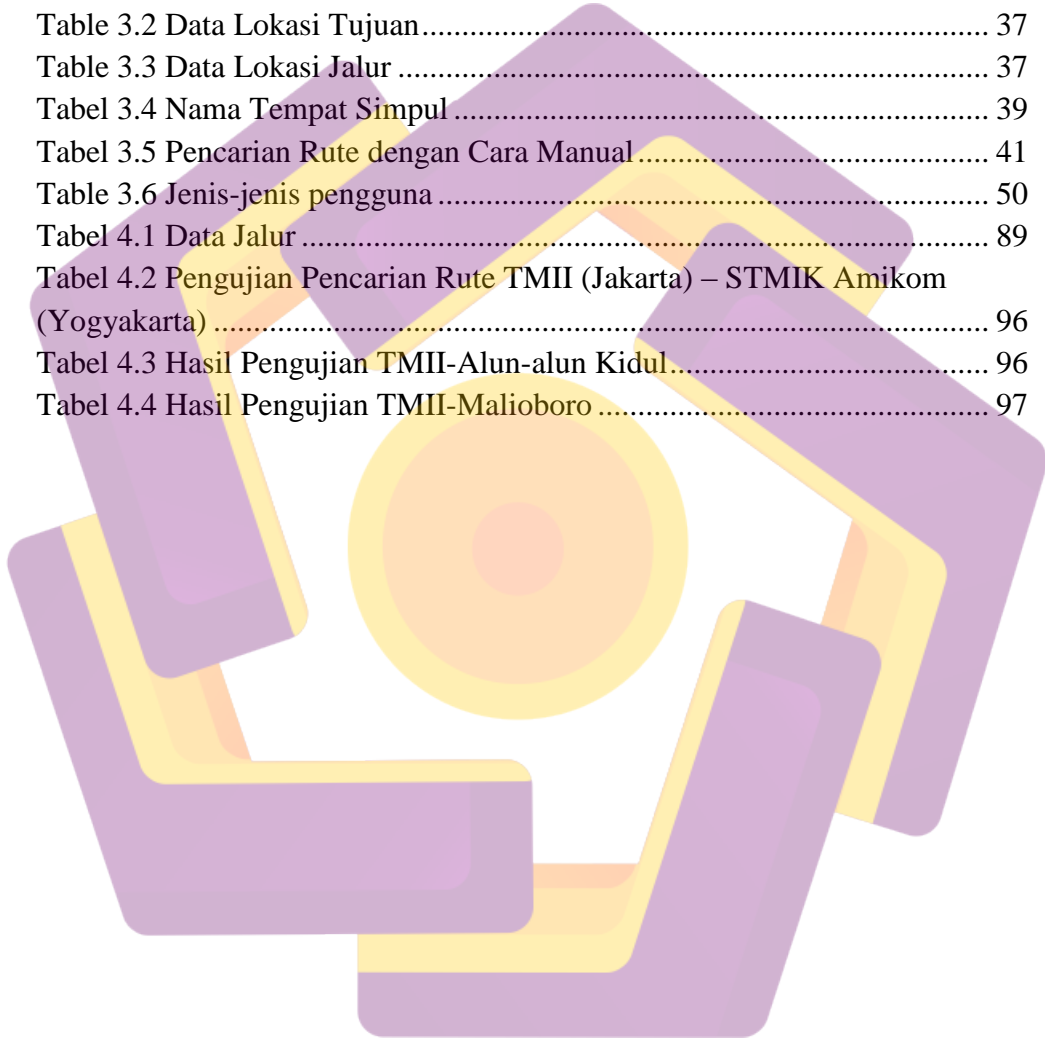 Table 3.2 Data Lokasi Tujuan...................................................................... 37
Table 3.3 Data Lokasi Jalur ......................................................................... 37
Tabel 3.4 Nama Tempat Simpul .................................................................. 39
Tabel 3.5 Pencarian Rute dengan Cara Manual........................................... 41
Table 3.6 Jenis-jenis pengguna .................................................................... 50
Tabel 4.1 Data Jalur ..................................................................................... 89
Tabel 4.2 Pengujian Pencarian Rute TMII (Jakarta) – STMIK Amikom
(Yogyakarta) ................................................................................................ 96
Tabel 4.3 Hasil Pengujian TMII-Alun-alun Kidul....................................... 96
Tabel 4.4 Hasil Pengujian TMII-Malioboro ................................................ 97